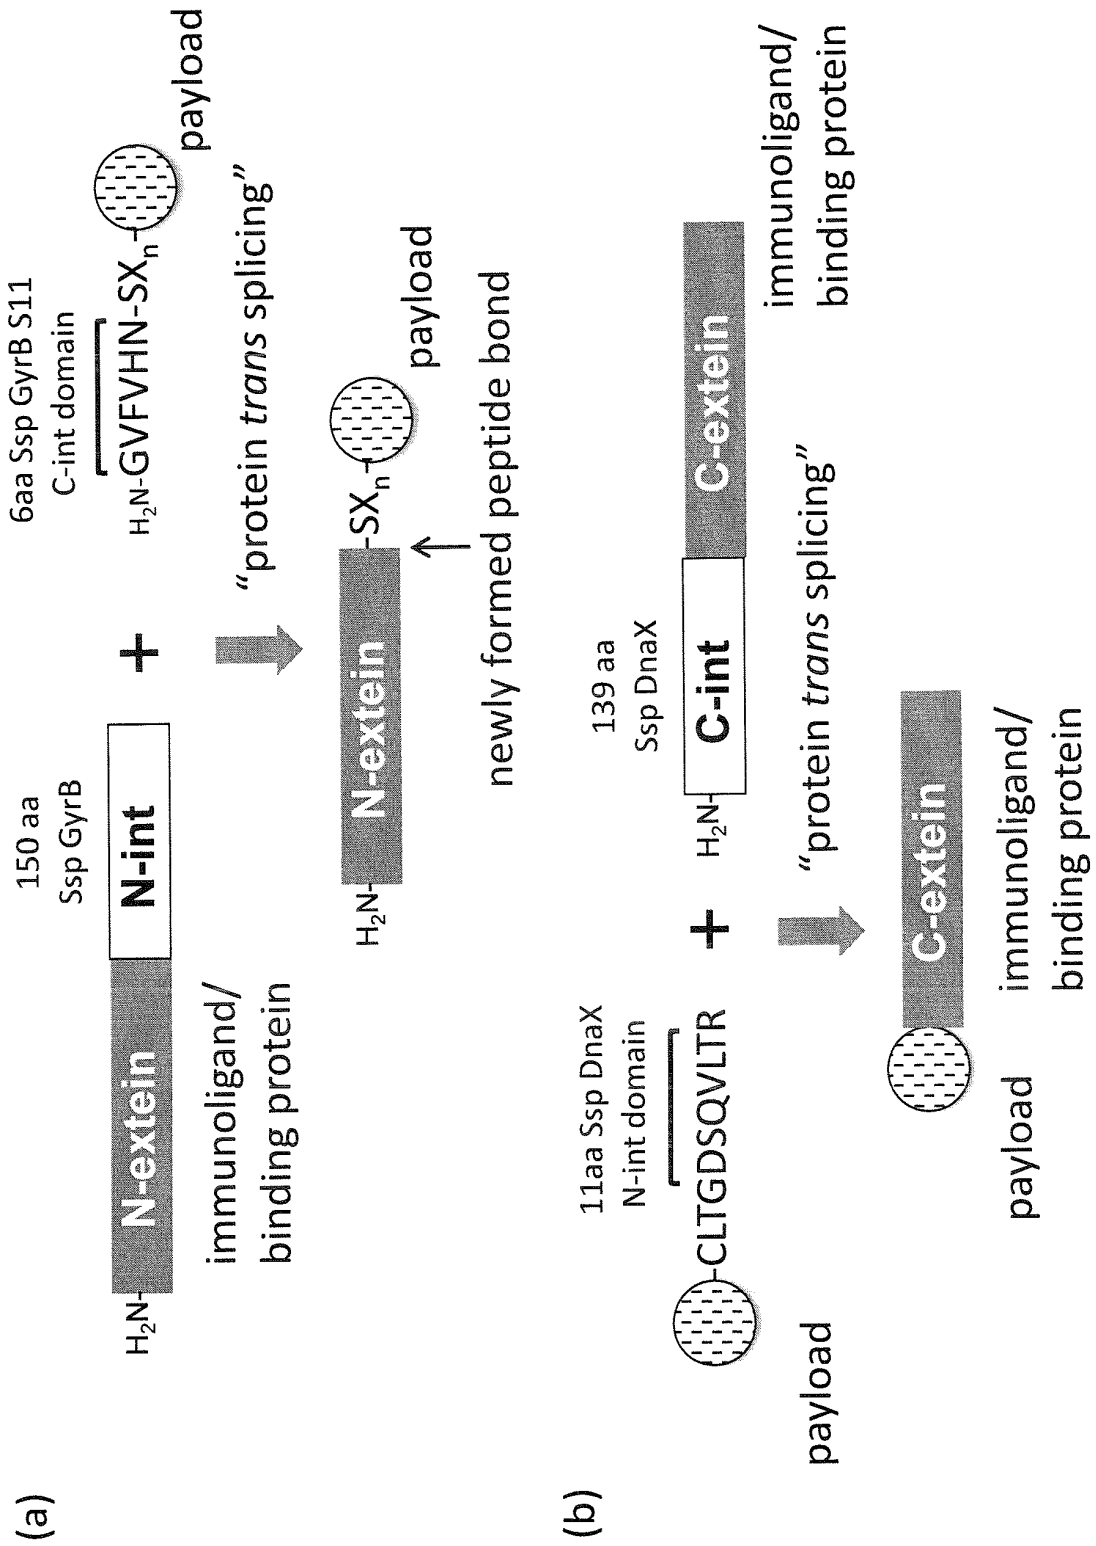 (a)
150 aa
Ssp GyrB
6aa Ssp GyrB S11
C-int domain
H₂N- N-extein N-int + H₂N-GVFVHN-SXₙ-
immunoligand/
binding protein
payload
“protein trans splicing”
H₂N- N-extein -SXₙ-
payload
newly formed peptide bond
(b)
11aa Ssp DnaX
N-int domain
139 aa
Ssp DnaX
-CLTGDSQVLTR + H₂N- C-int C-extein
payload
immunoligand/
binding protein
“protein trans splicing”
C-extein
payload
immunoligand/
binding protein